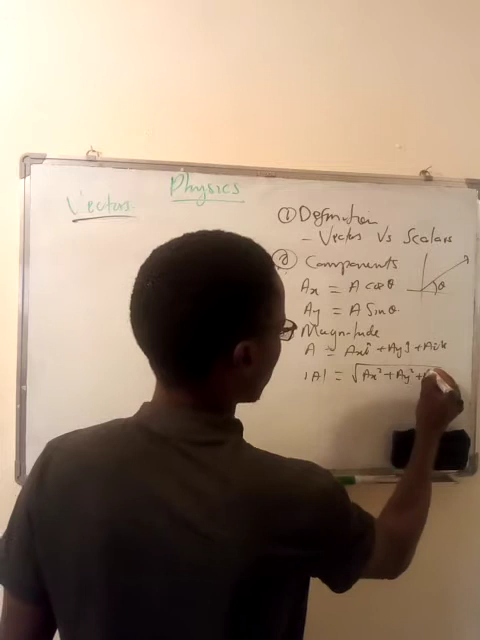 Physics
Vectors
① Definition
- Vectors Vs Scalars
② Components
Ax = A cosθ
θ
Ay = A Sinθ
Magnitude
A = Axi + Ayj + Azk
|A| = √Ax² + Ay² +